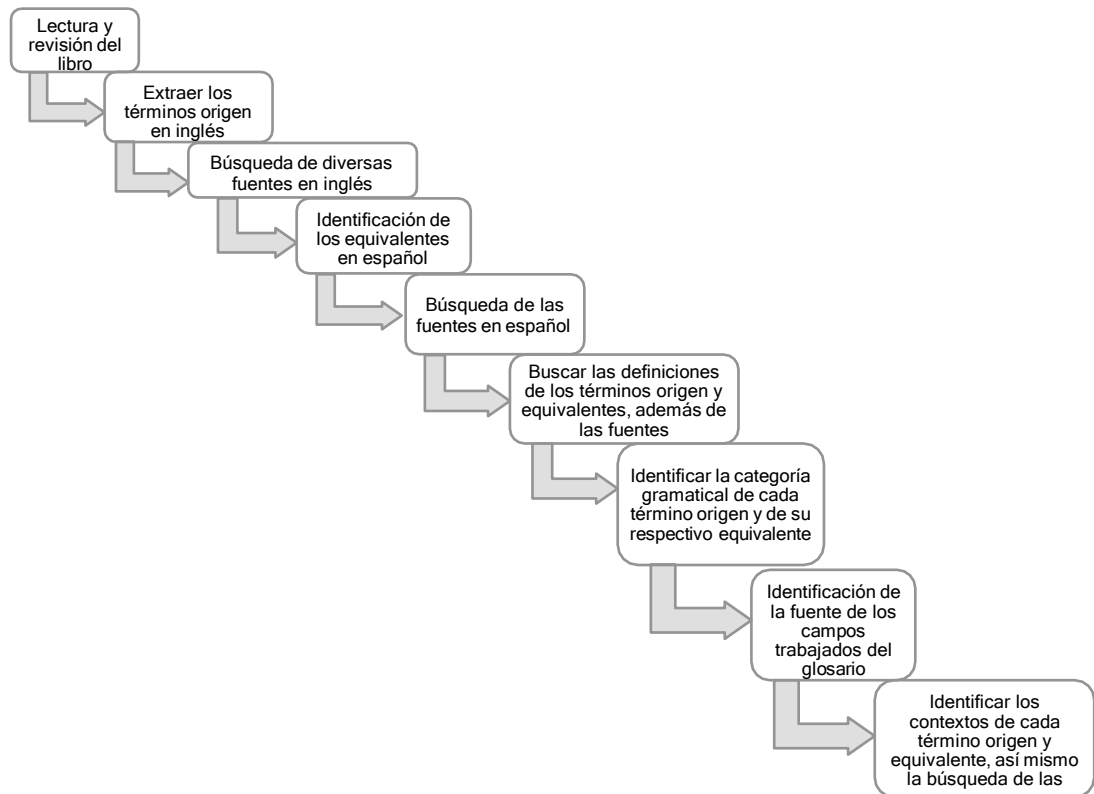 Lectura y
revisión del
libro
Extraer los
términos origen
en inglés
Búsqueda de diversas
fuentes en inglés
Identificación de
los equivalentes
en español
Búsqueda de las
fuentes en español
Buscar las definiciones
de los términos origen y
equivalentes, además de
las fuentes
Identificar la categoría
gramatical de cada
término origen y de su
respectivo equivalente
Identificación de
la fuente de los
campos
trabajados del
glosario
Identificar los
contextos de cada
término origen y
equivalente, así mismo
la búsqueda de las